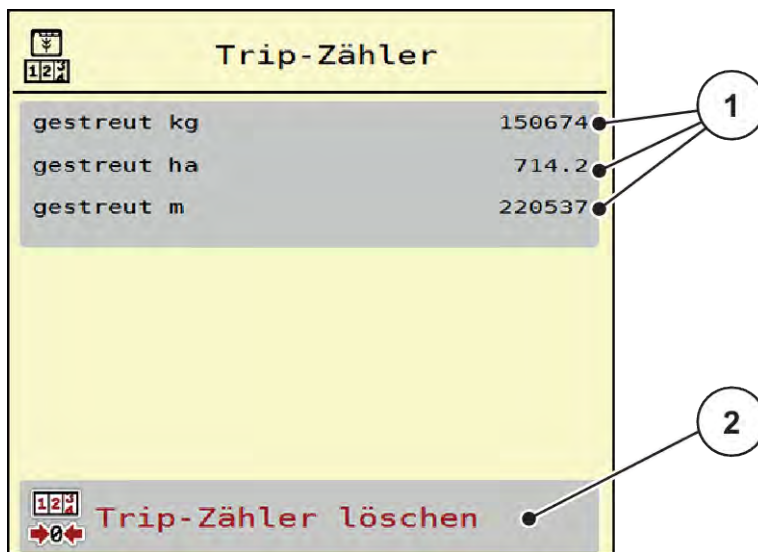 Trip-Zähler
gestreut kg 150674
gestreut ha 714.2
gestreut m 220537
1
2
Trip-Zähler löschen